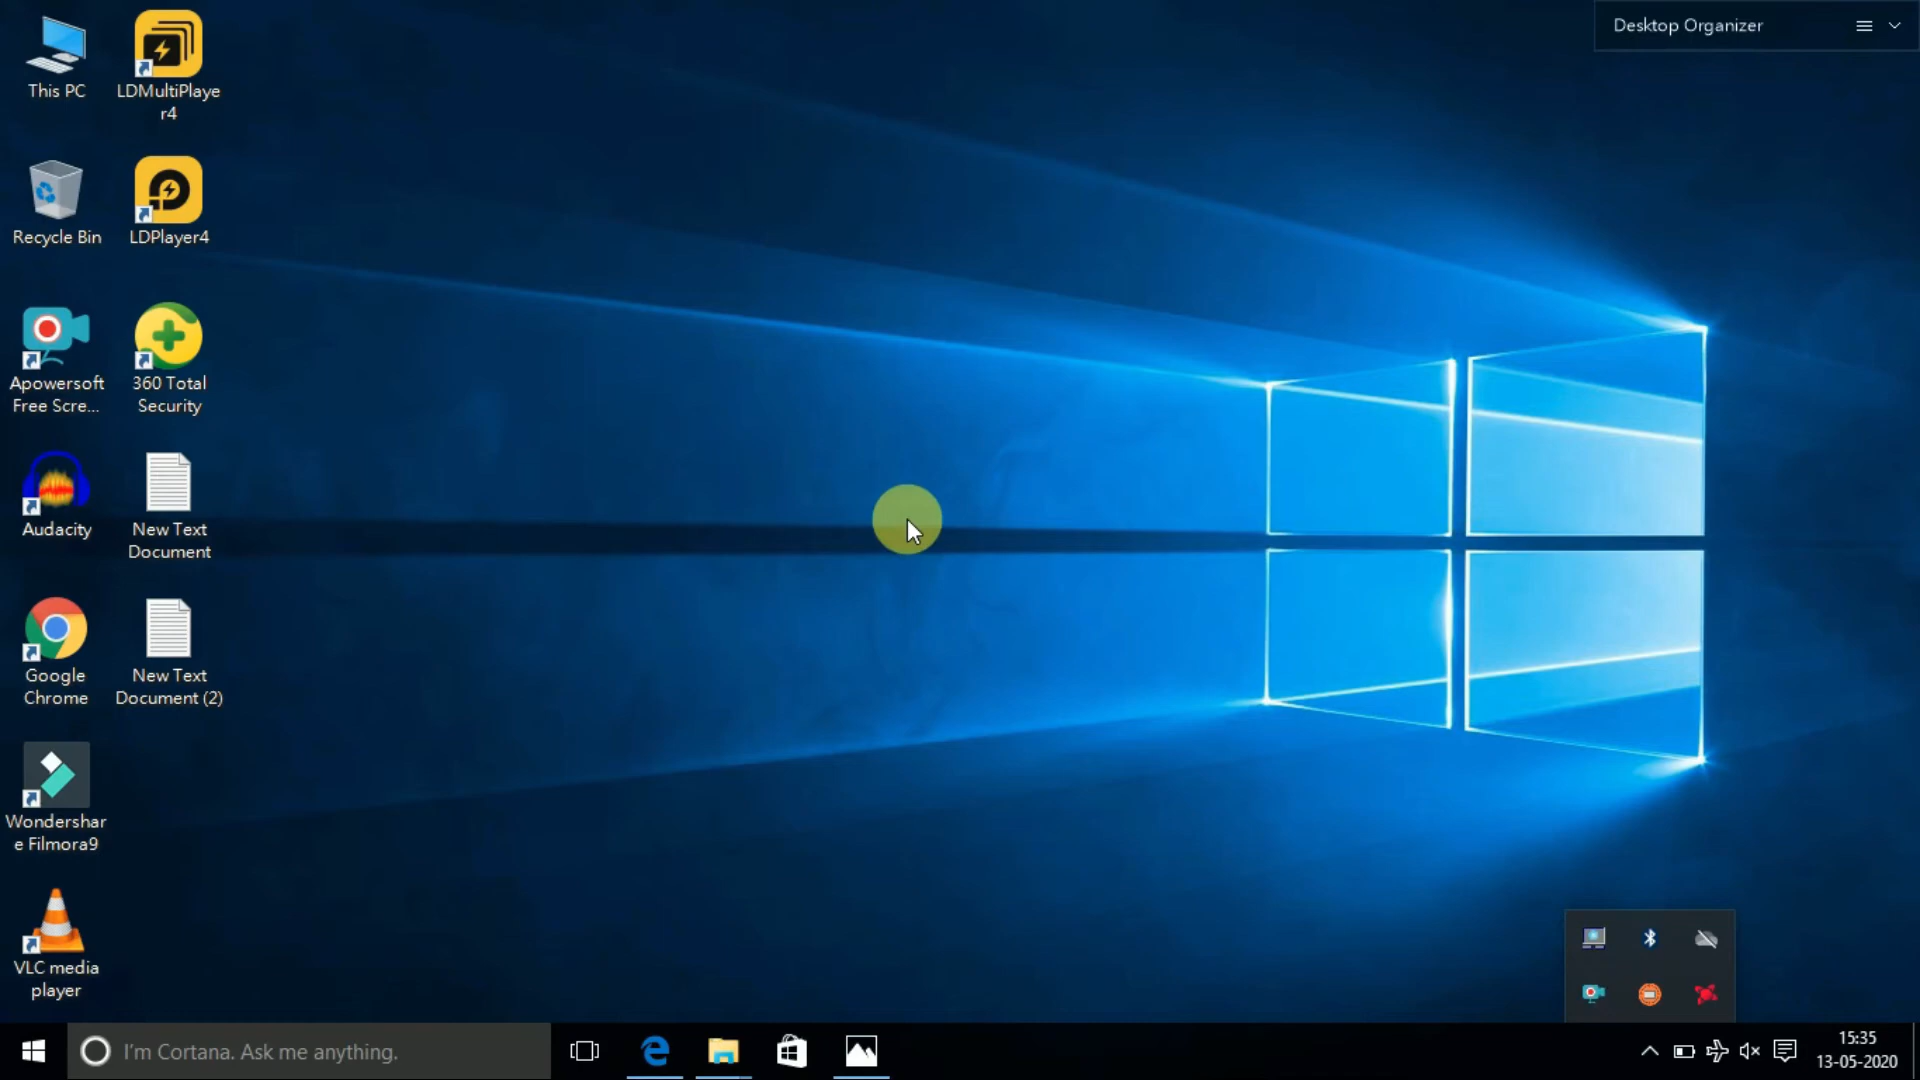 Desktop Organizer
This PC
LDMultiPlaye
r4
Recycle Bin
LDPlayer4
Apowersoft
Free Scre...
360 Total
Security
Audacity
New Text
Document
Google
Chrome
New Text
Document (2)
Wondershar
e Filmora9
VLC media
player
I'm Cortana. Ask me anything.
15:35
13-05-2020